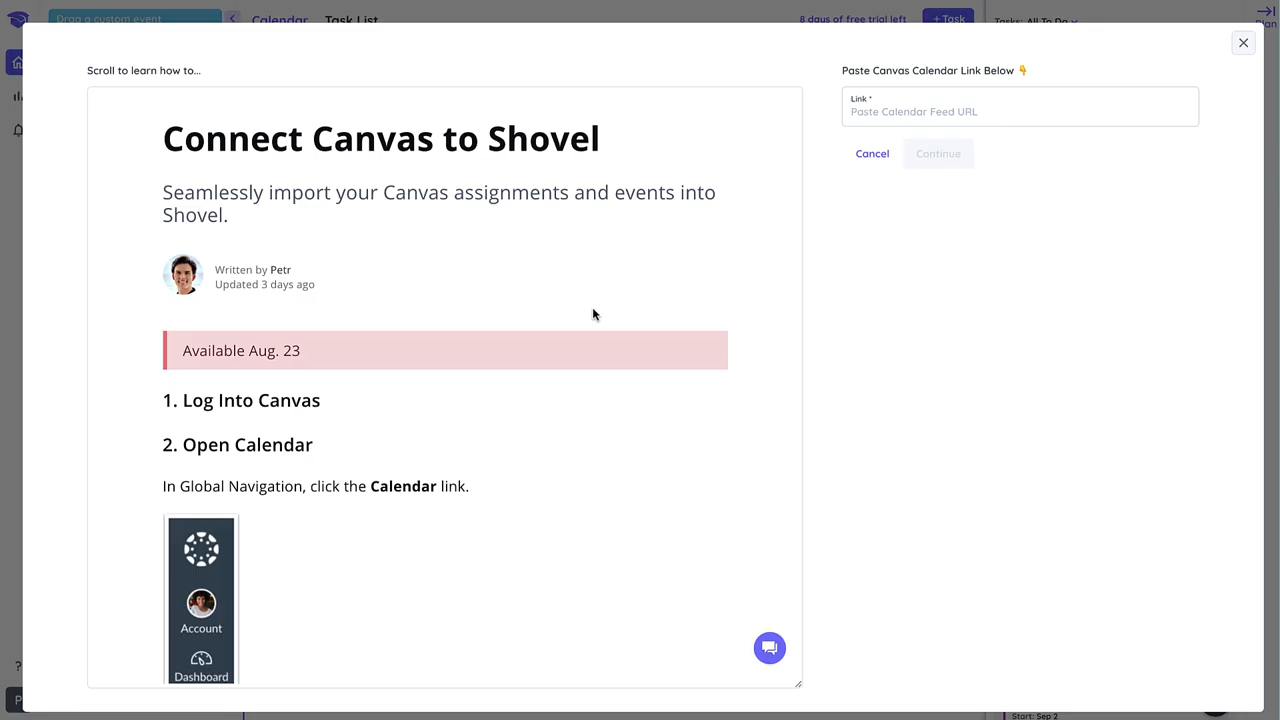 Drag a custom event
Calendar
Task List
8 days of free trial left
+ Task
Tasks: All To Do
Plan
Scroll to learn how to...
Connect Canvas to Shovel
Seamlessly import your Canvas assignments and events into
Shovel.
Written by Petr
Updated 3 days ago
Available Aug. 23
1. Log Into Canvas
2. Open Calendar
In Global Navigation, click the Calendar link.
Account
Dashboard
Paste Canvas Calendar Link Below 👇
Link *
Paste Calendar Feed URL
Cancel
Continue
?
Start: Sep 2